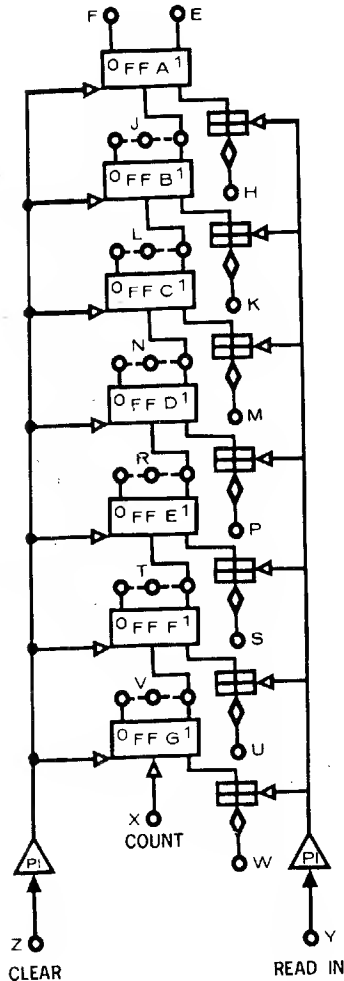 F E
0 FF A 1
J
H
0 FF B 1
L
K
0 FF C 1
N
M
0 FF D 1
R
P
0 FF E 1
T
S
0 FF F 1
V
U
0 FF G 1
X
COUNT
W
PI PI
Z Y
CLEAR READ IN